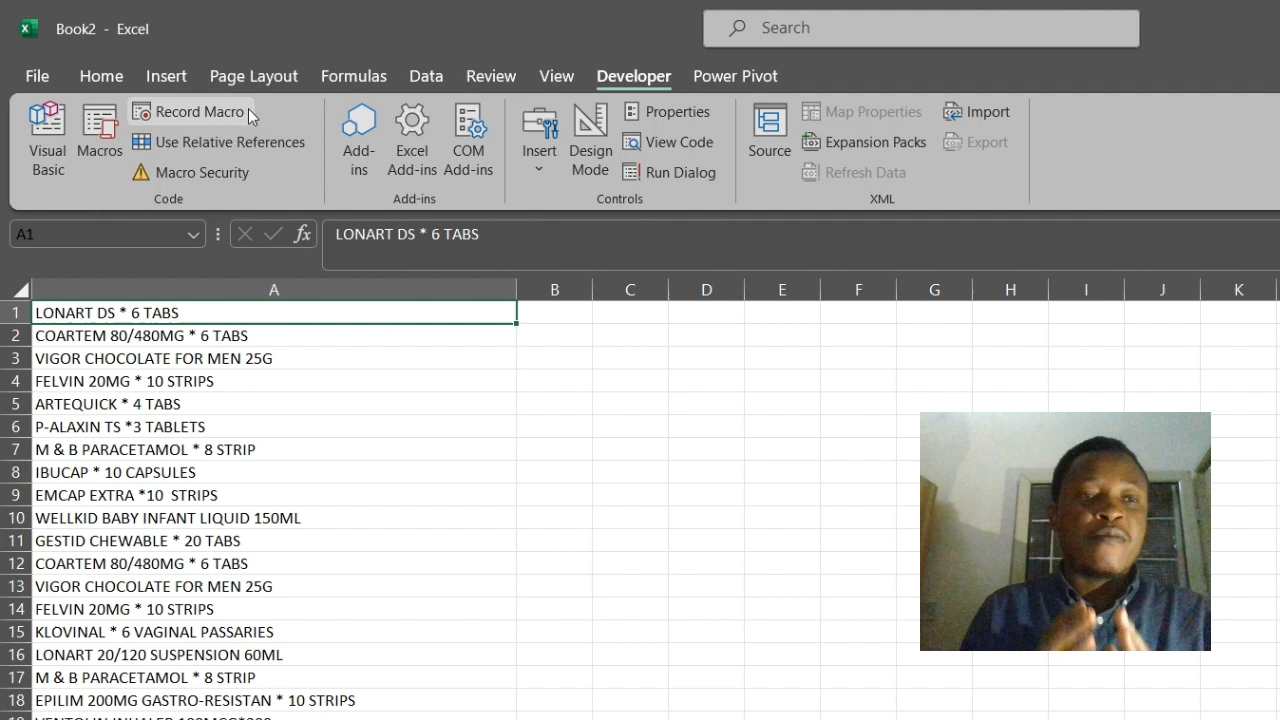 Book2 - Excel
Search
File Home Insert Page Layout Formulas Data Review View Developer Power Pivot
Visual Basic
Macros
Record Macro
Use Relative References
Macro Security
Code
Add-ins
Excel Add-ins
COM Add-ins
Add-ins
Insert
Design Mode
Properties
View Code
Run Dialog
Controls
Source
Map Properties
Expansion Packs
Refresh Data
Import
Export
XML
A1
fx
LONART DS * 6 TABS
A B C D E F G H I J K
1 LONART DS * 6 TABS
2 COARTEM 80/480MG * 6 TABS
3 VIGOR CHOCOLATE FOR MEN 25G
4 FELVIN 20MG * 10 STRIPS
5 ARTEQUICK * 4 TABS
6 P-ALAXIN TS *3 TABLETS
7 M & B PARACETAMOL * 8 STRIP
8 IBUCAP * 10 CAPSULES
9 EMCAP EXTRA *10  STRIPS
10 WELLKID BABY INFANT LIQUID 150ML
11 GESTID CHEWABLE * 20 TABS
12 COARTEM 80/480MG * 6 TABS
13 VIGOR CHOCOLATE FOR MEN 25G
14 FELVIN 20MG * 10 STRIPS
15 KLOVINAL * 6 VAGINAL PASSARIES
16 LONART 20/120 SUSPENSION 60ML
17 M & B PARACETAMOL * 8 STRIP
18 EPILIM 200MG GASTRO-RESISTAN * 10 STRIPS